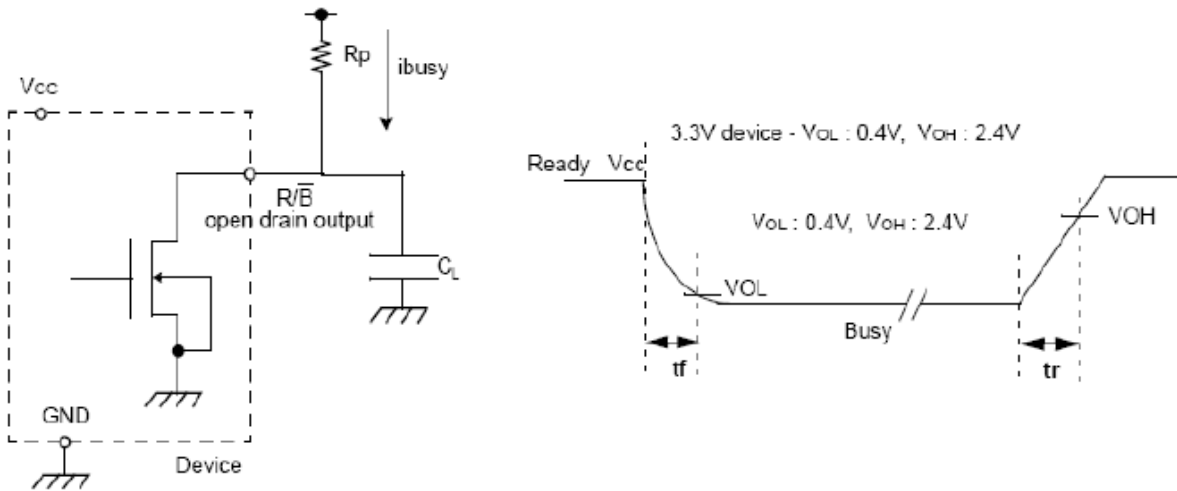 Rp
ibusy
Vcc
R/B̅
open drain output
CL
GND
Device
3.3V device - VOL : 0.4V, VOH : 2.4V
Ready Vcc
VOL : 0.4V, VOH : 2.4V
VOH
VOL
Busy
tf
tr